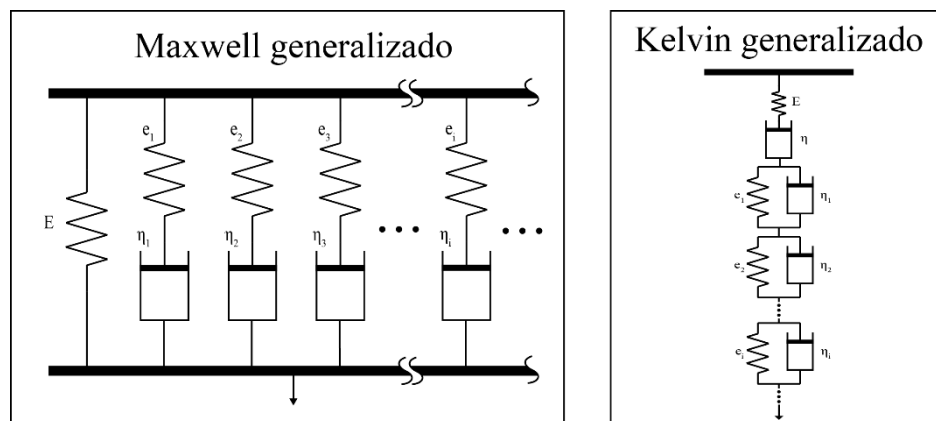 Maxwell generalizado
e₁ e₂ e₃ eᵢ
E
η₁ η₂ η₃ ηᵢ
Kelvin generalizado
E
η
e₁ η₁
e₂ η₂
eᵢ ηᵢ